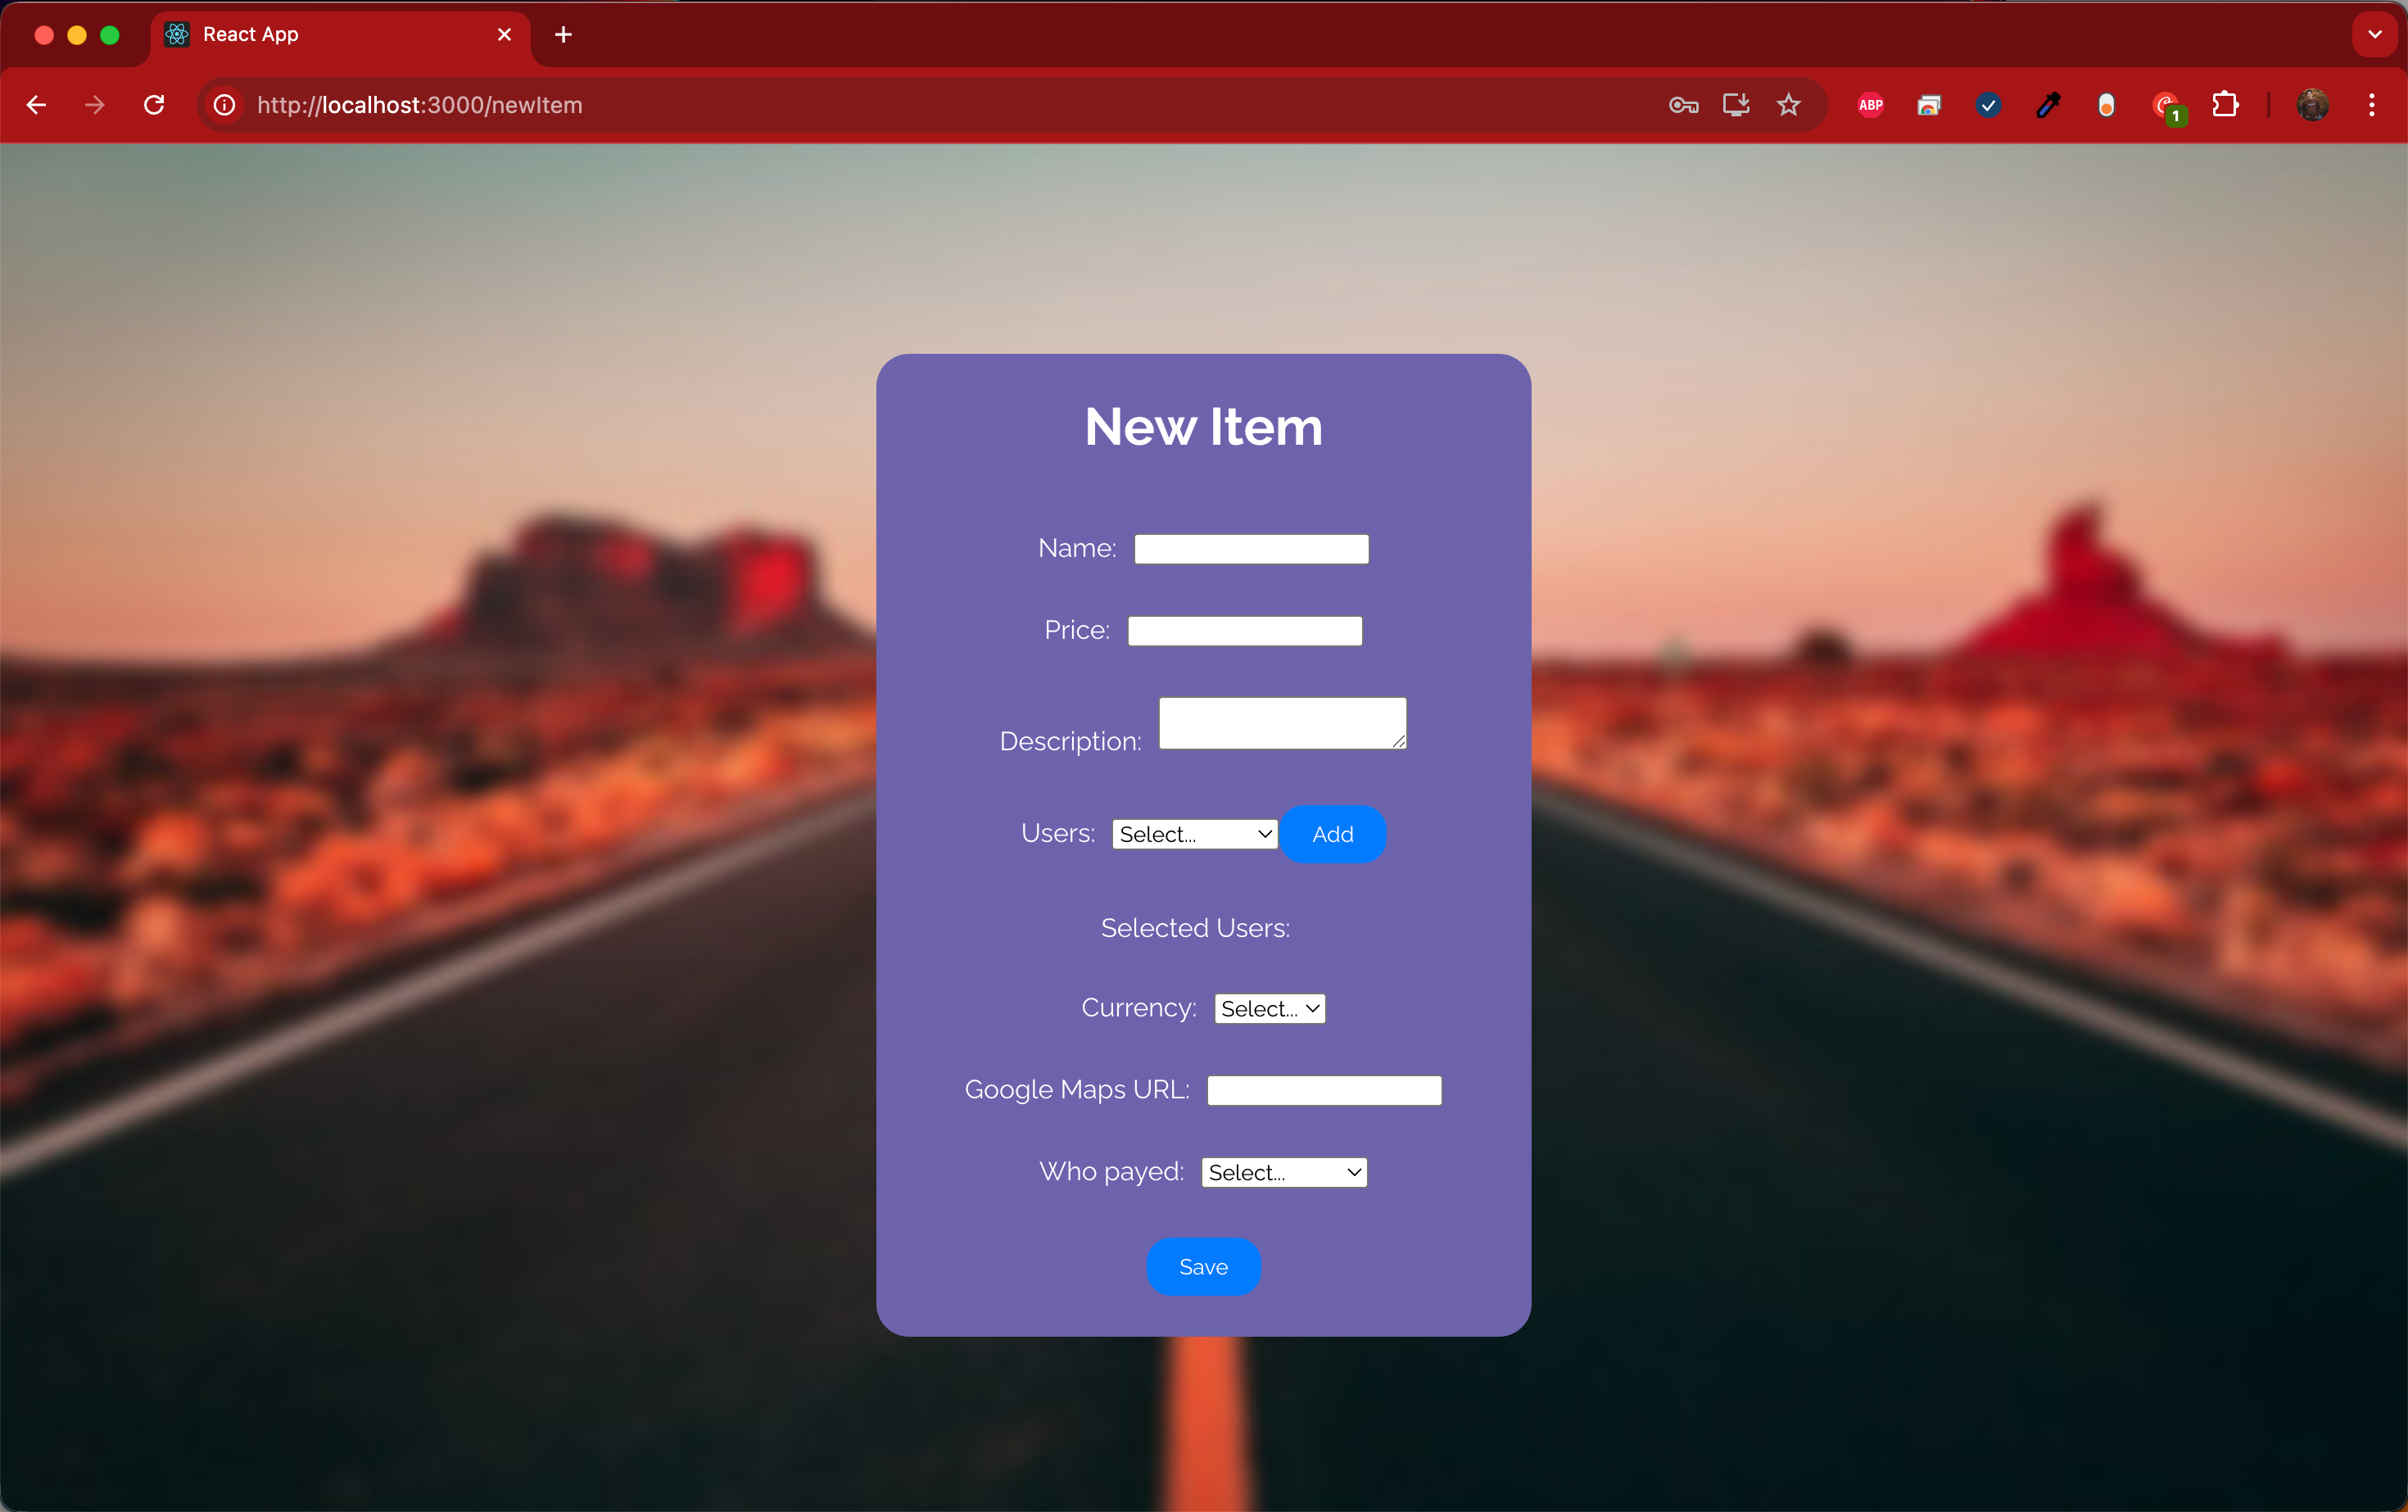 React App
http://localhost:3000/newItem
ABP
1
New Item
Name:
Price:
Description:
Users: Select... Add
Selected Users:
Currency: Select...
Google Maps URL:
Who payed: Select...
Save